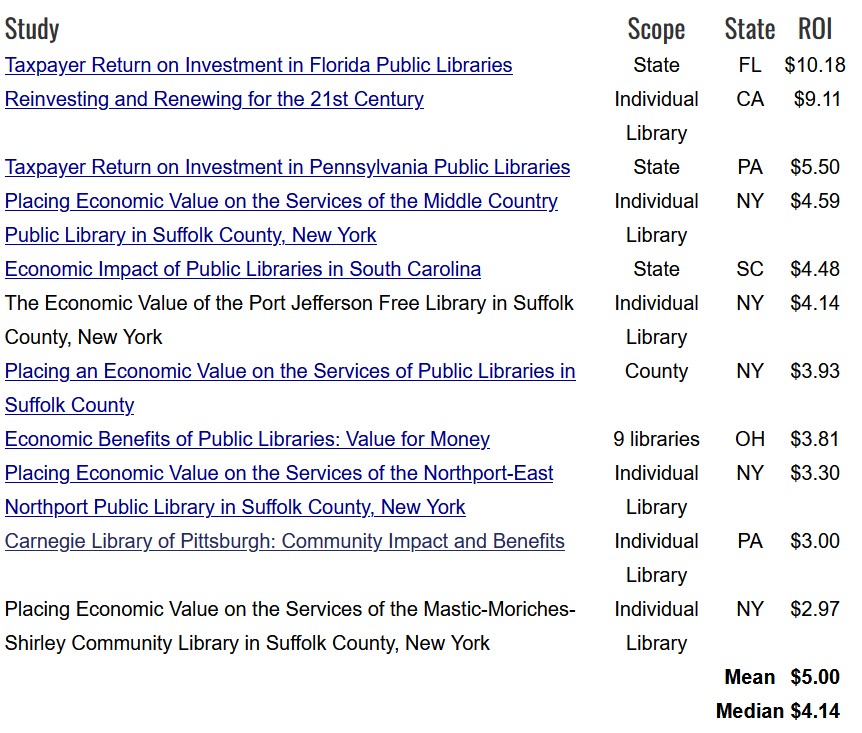 Study Scope State ROI
Taxpayer Return on Investment in Florida Public Libraries State FL $10.18
Reinvesting and Renewing for the 21st Century Individual CA $9.11
Library
Taxpayer Return on Investment in Pennsylvania Public Libraries State PA $5.50
Placing Economic Value on the Services of the Middle Country Individual NY $4.59
Public Library in Suffolk County, New York Library
Economic Impact of Public Libraries in South Carolina State SC $4.48
The Economic Value of the Port Jefferson Free Library in Suffolk Individual NY $4.14
County, New York Library
Placing an Economic Value on the Services of Public Libraries in County NY $3.93
Suffolk County
Economic Benefits of Public Libraries: Value for Money 9 libraries OH $3.81
Placing Economic Value on the Services of the Northport-East Individual NY $3.30
Northport Public Library in Suffolk County, New York Library
Carnegie Library of Pittsburgh: Community Impact and Benefits Individual PA $3.00
Library
Placing Economic Value on the Services of the Mastic-Moriches- Individual NY $2.97
Shirley Community Library in Suffolk County, New York Library
Mean $5.00
Median $4.14